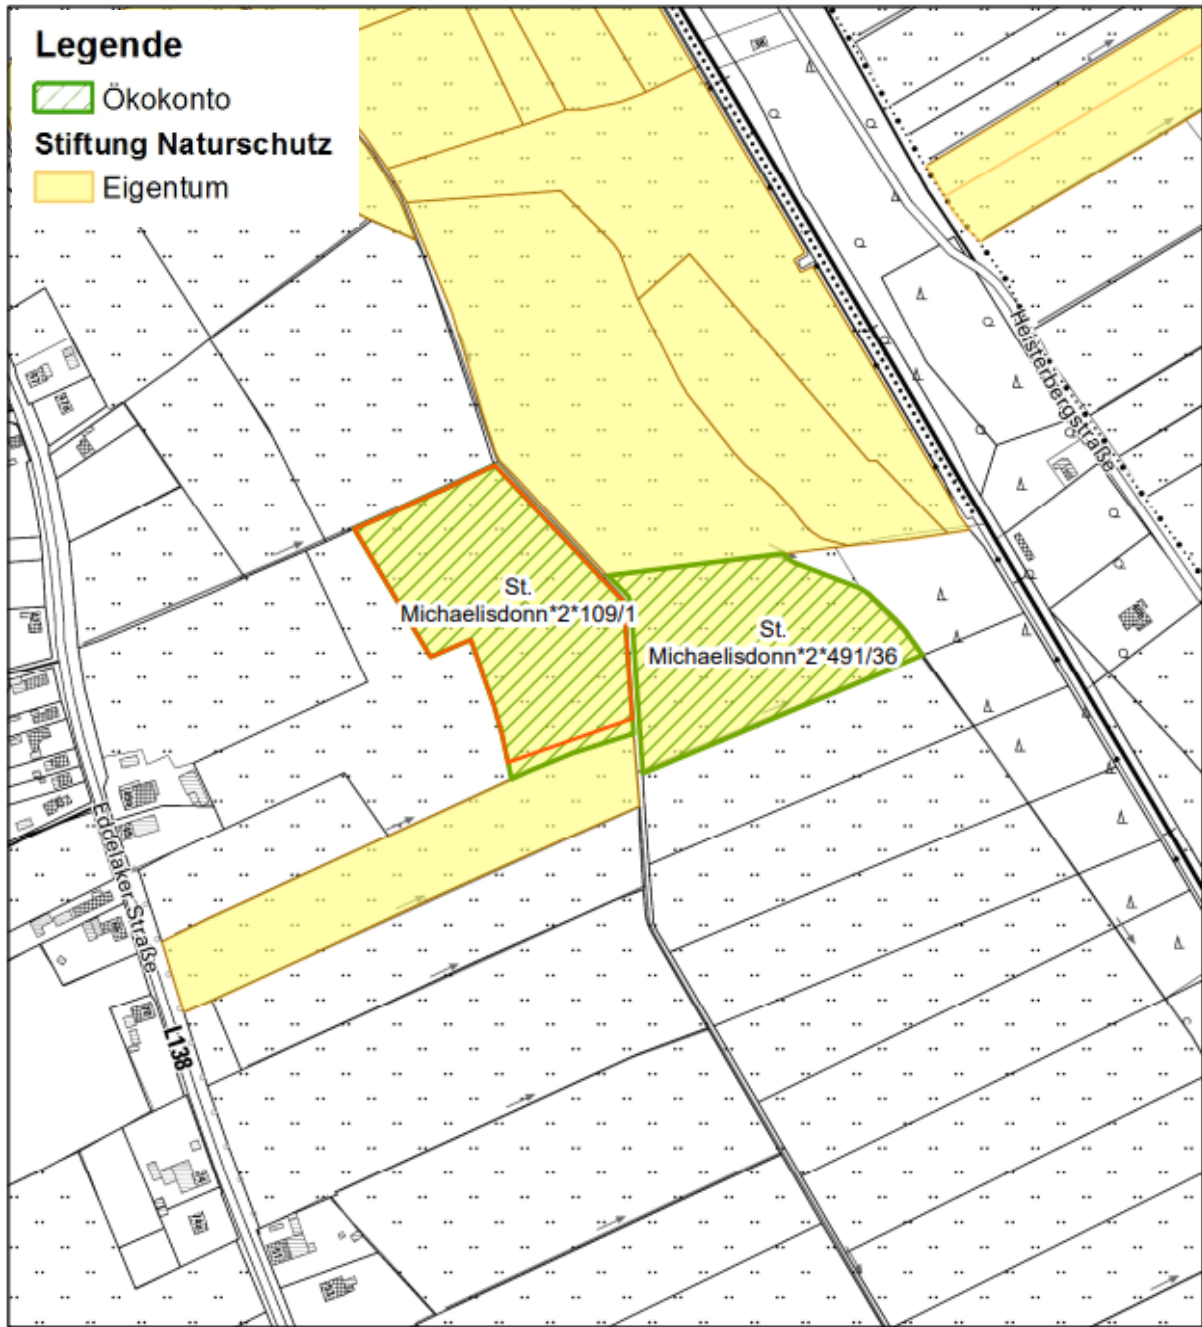 Legende
Ökokonto
Stiftung Naturschutz
Eigentum
Heisterbergstraße
St.
Michaelisdonn*2*109/1
St.
Michaelisdonn*2*491/36
Eddelaker Straße
L138